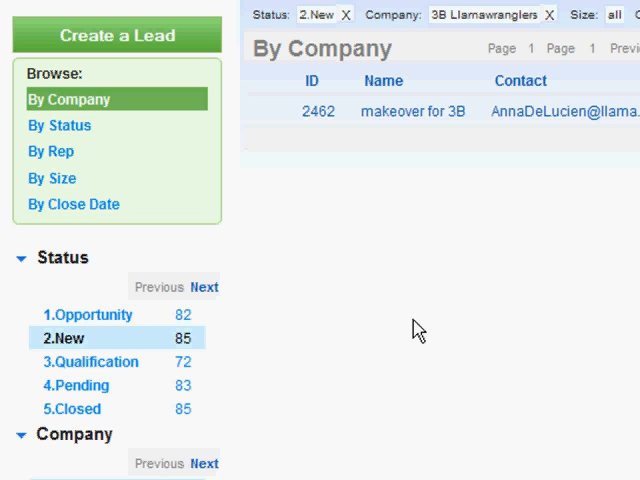 Create a Lead
Browse:
By Company
By Status
By Rep
By Size
By Close Date
Status
Previous Next
1.Opportunity 82
2.New 85
3.Qualification 72
4.Pending 83
5.Closed 85
Company
Previous Next
Status: 2.New X Company: 3B Llamawranglers X Size: all
By Company Page 1 Page 1 Previ
ID Name Contact
2462 makeover for 3B AnnaDeLucien@llama.